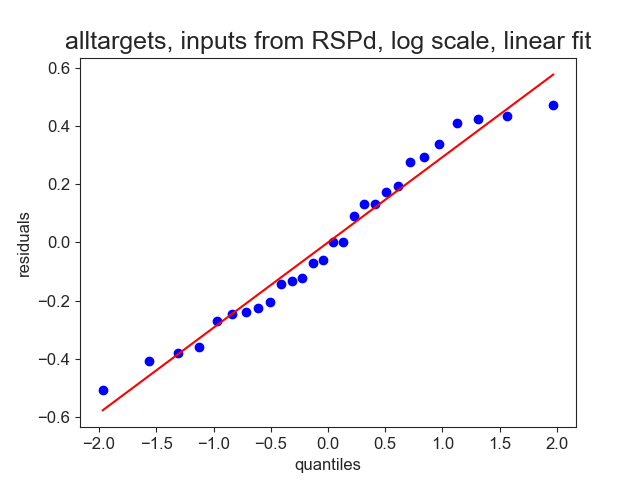 alltargets, inputs from RSPd, log scale, linear fit
0.6
0.4
0.2
0.0
−0.2
−0.4
−0.6
residuals
−2.0 −1.5 −1.0 −0.5 0.0 0.5 1.0 1.5 2.0
quantiles